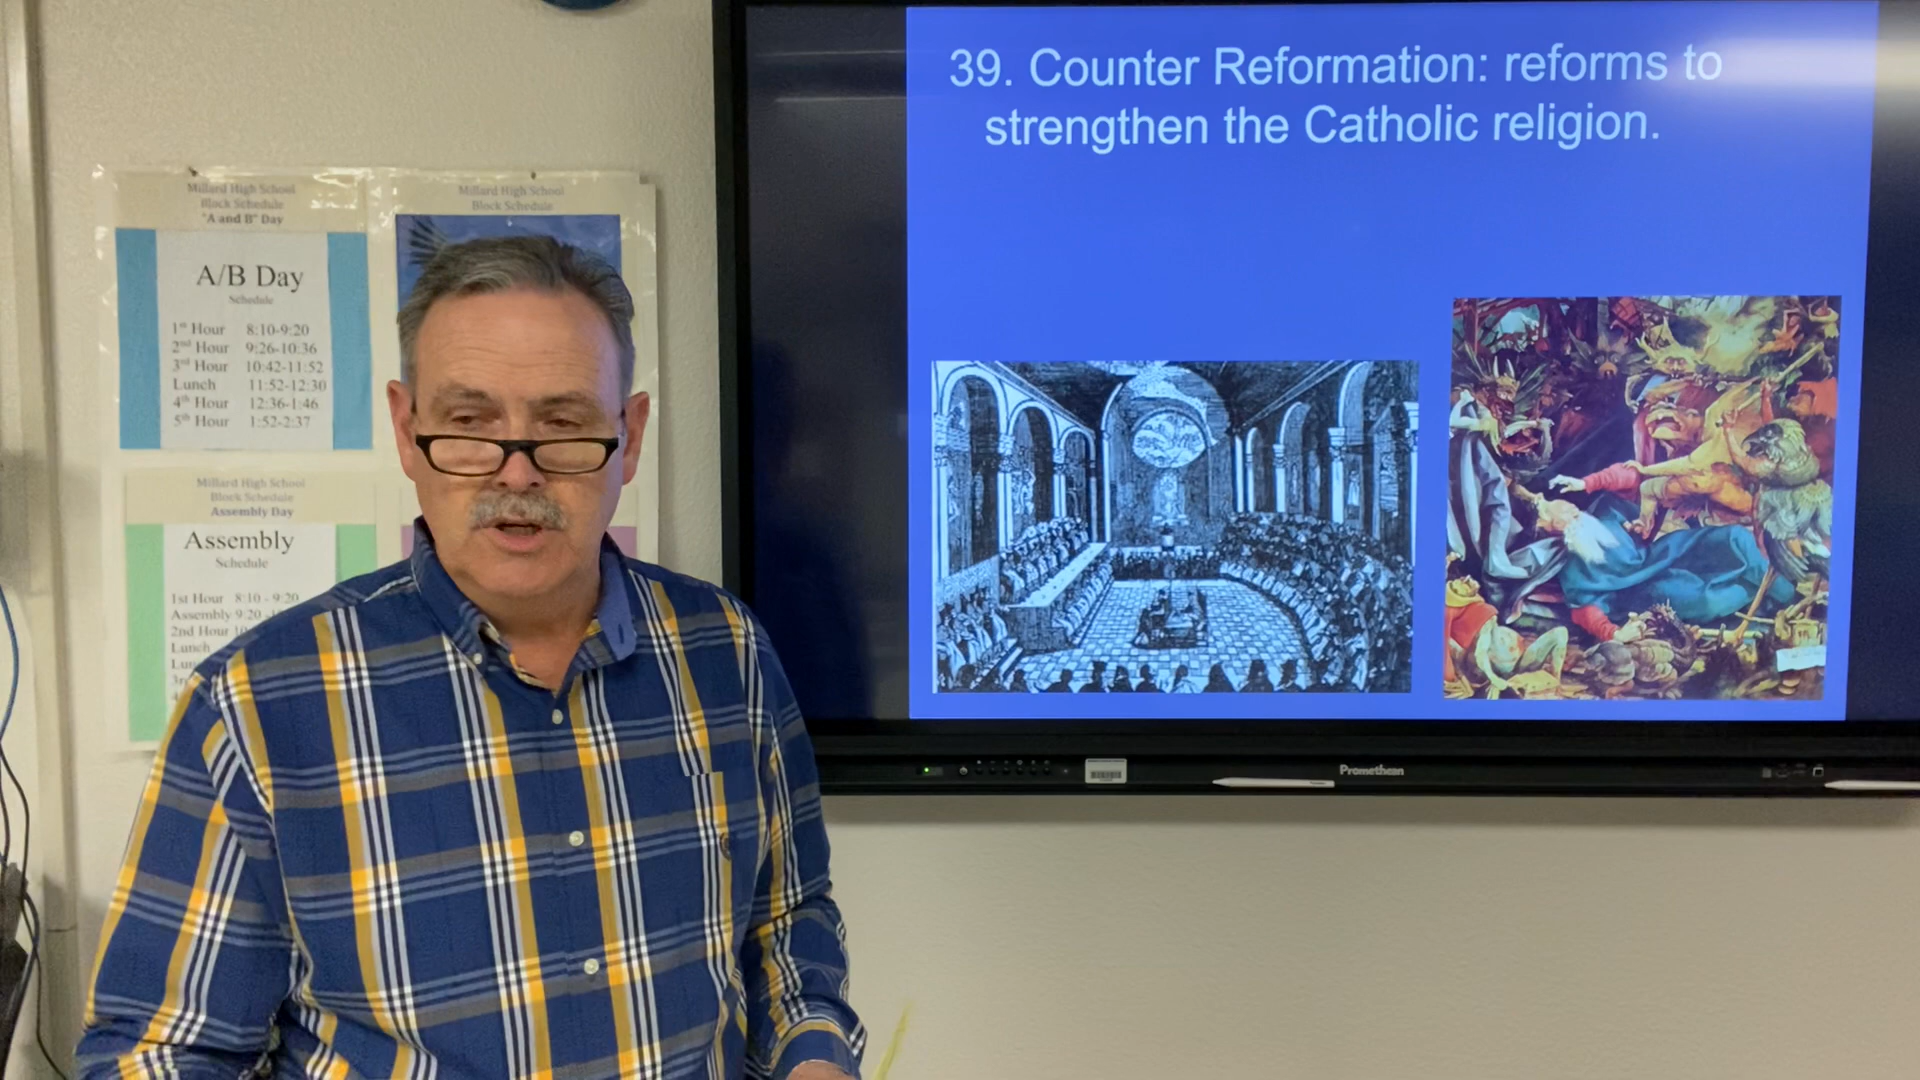 39. Counter Reformation: reforms to
strengthen the Catholic religion.
Millard High School
Block Schedule
"A and B" Day
A/B Day
Schedule
1st Hour 8:10-9:20
2nd Hour 9:26-10:36
3rd Hour 10:42-11:52
Lunch 11:52-12:30
4th Hour 12:36-1:46
5th Hour 1:52-2:37
Millard High School
Block Schedule
Millard High School
Block Schedule
Assembly Day
Assembly
Schedule
1st Hour 8:10 - 9:20
Assembly 9:20
2nd Hour
Lunch
Promethean